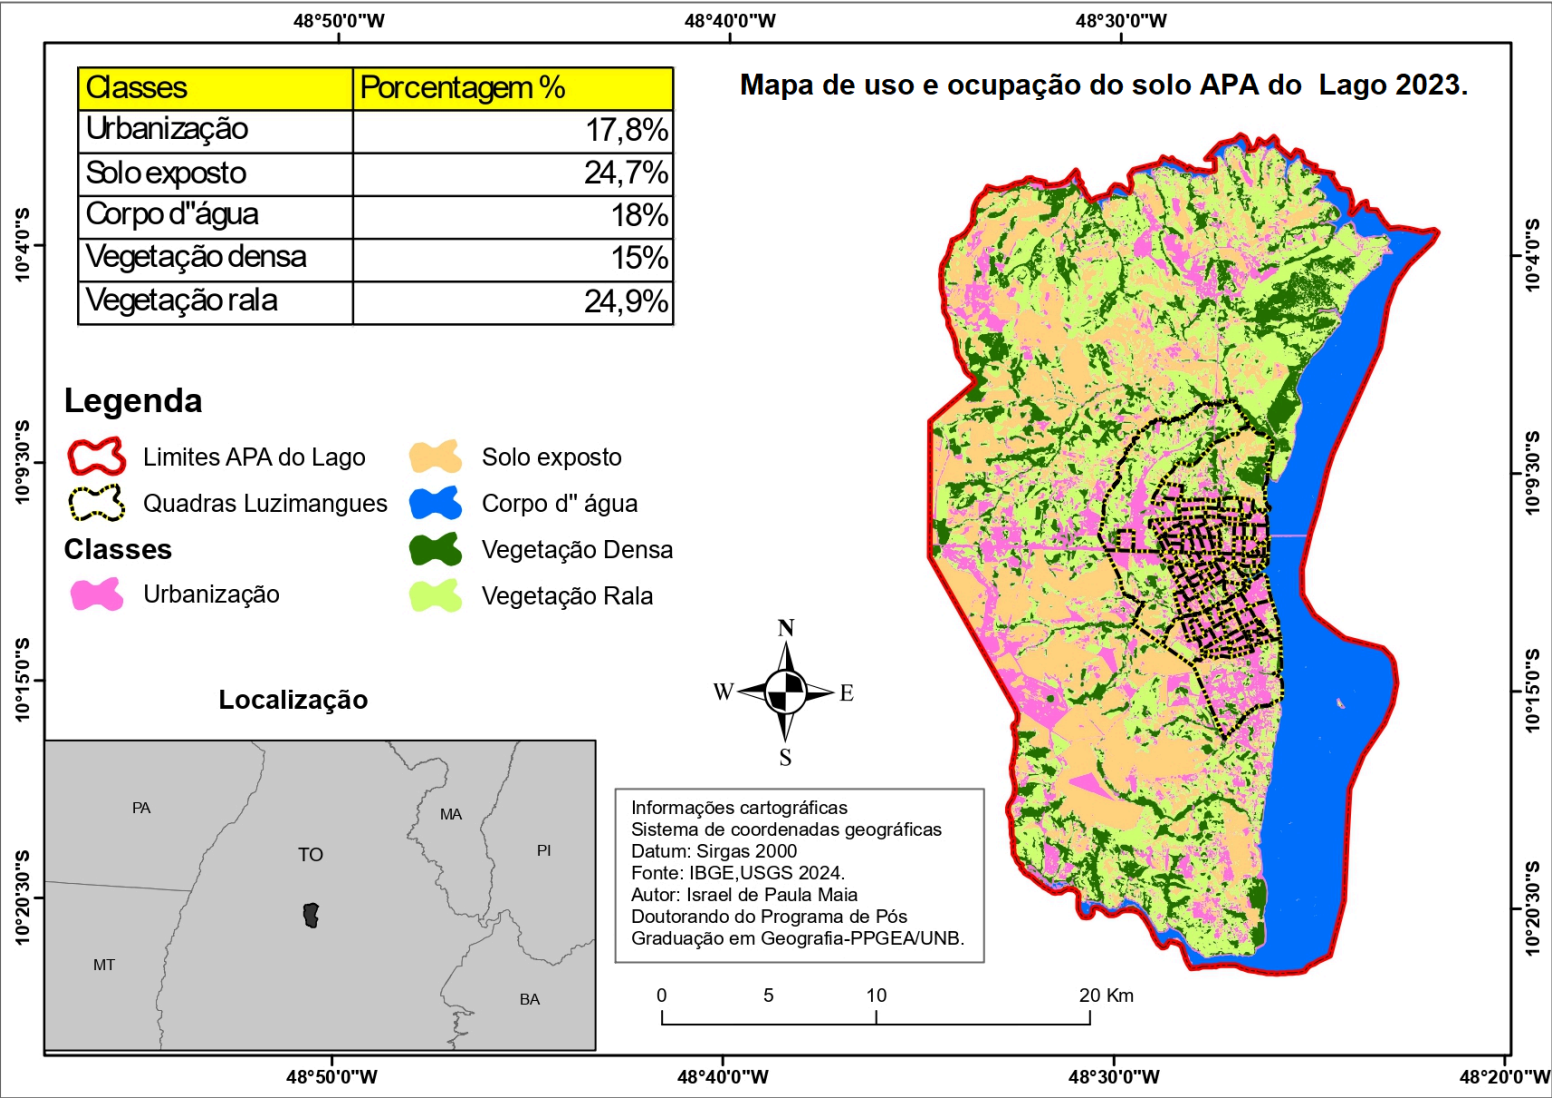 48°50'0"W 48°40'0"W 48°30'0"W
Mapa de uso e ocupação do solo APA do Lago 2023.
Classes Porcentagem %
Urbanização 17,8%
Solo exposto 24,7%
Corpo d"água 18%
Vegetação densa 15%
Vegetação rala 24,9%
10°4'0"S 10°4'0"S
Legenda
Limites APA do Lago
Quadras Luzimangues
Classes
Urbanização
Solo exposto
Corpo d" água
Vegetação Densa
Vegetação Rala
10°9'30"S 10°9'30"S
N
W E
S
10°15'0"S 10°15'0"S
Localização
PA
MA
TO
PI
MT
BA
Informações cartográficas
Sistema de coordenadas geográficas
Datum: Sirgas 2000
Fonte: IBGE,USGS 2024.
Autor: Israel de Paula Maia
Doutorando do Programa de Pós
Graduação em Geografia-PPGEA/UNB.
10°20'30"S 10°20'30"S
0 5 10 20 Km
48°50'0"W 48°40'0"W 48°30'0"W 48°20'0"W